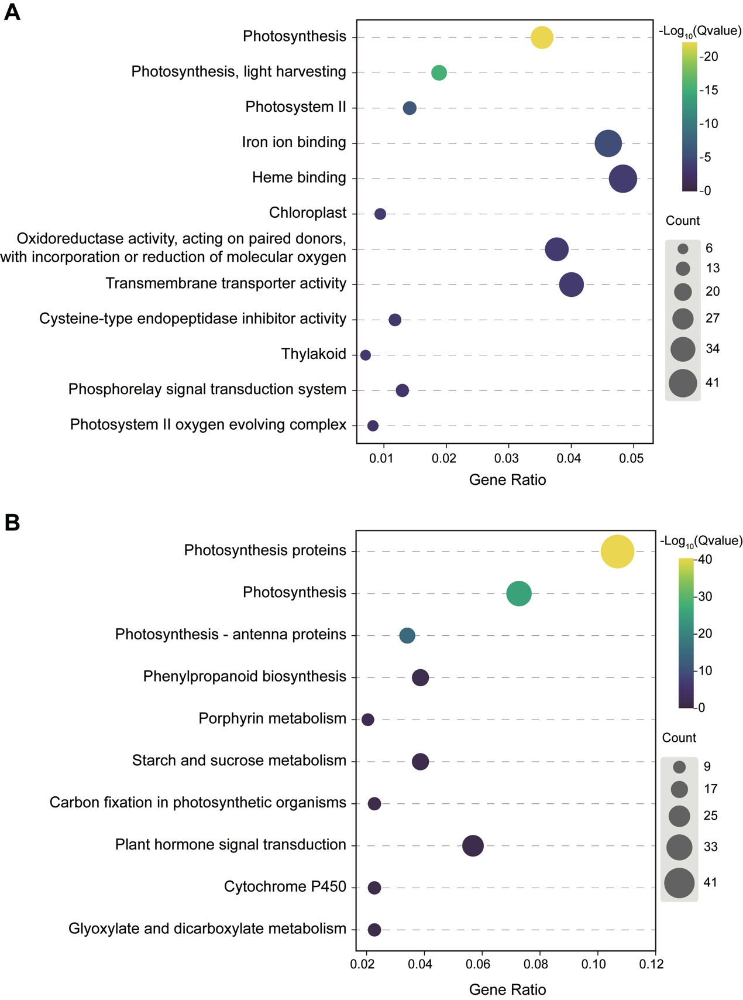 A
Photosynthesis
Photosynthesis, light harvesting
Photosystem II
Iron ion binding
Heme binding
Chloroplast
Oxidoreductase activity, acting on paired donors,
with incorporation or reduction of molecular oxygen
Transmembrane transporter activity
Cysteine-type endopeptidase inhibitor activity
Thylakoid
Phosphorelay signal transduction system
Photosystem II oxygen evolving complex
0.01 0.02 0.03 0.04 0.05
Gene Ratio
-Log10(Qvalue)
-20
-15
-10
-5
-0
Count
6
13
20
27
34
41
B
Photosynthesis proteins
Photosynthesis
Photosynthesis - antenna proteins
Phenylpropanoid biosynthesis
Porphyrin metabolism
Starch and sucrose metabolism
Carbon fixation in photosynthetic organisms
Plant hormone signal transduction
Cytochrome P450
Glyoxylate and dicarboxylate metabolism
0.02 0.04 0.06 0.08 0.10 0.12
Gene Ratio
-Log10(Qvalue)
-40
-30
-20
-10
-0
Count
9
17
25
33
41